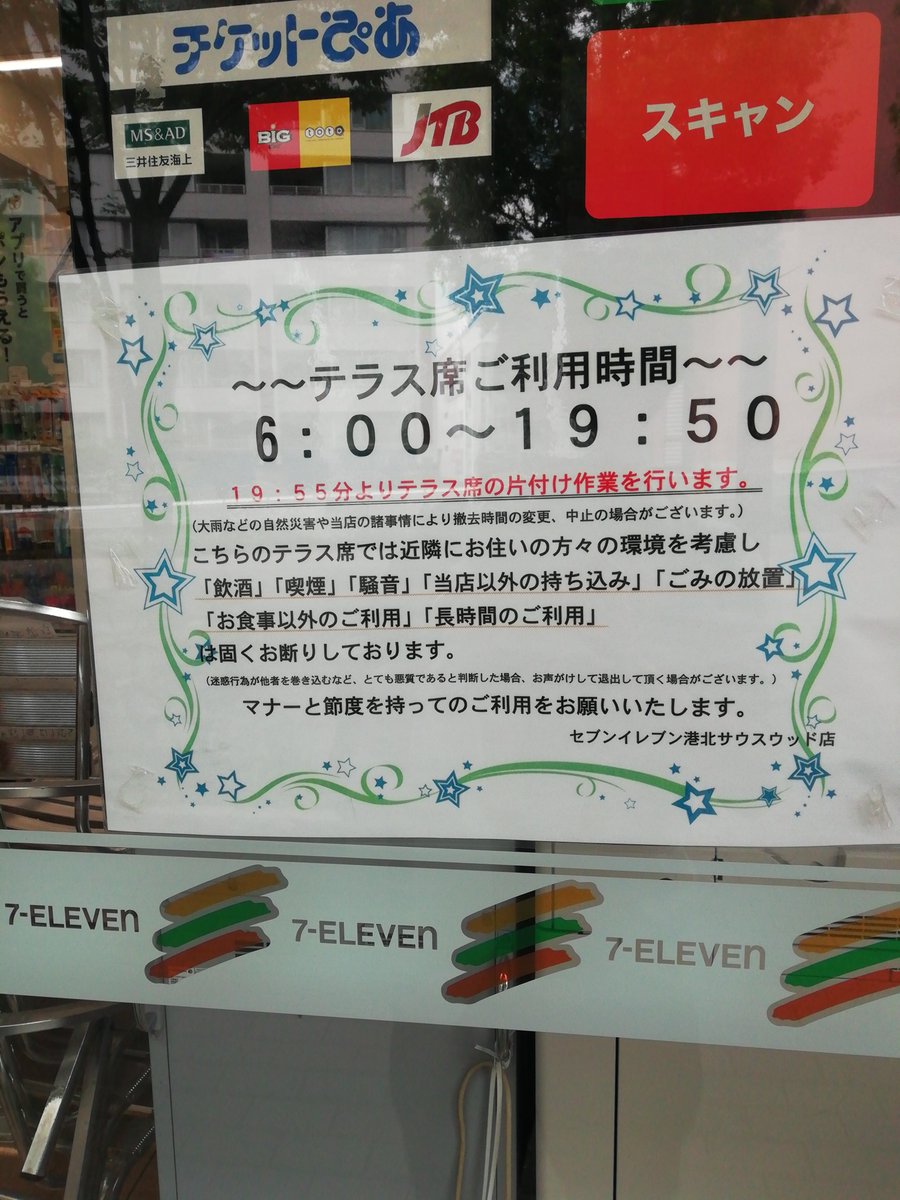 チケットぴあ
MS&AD
三井住友海上
BIG
toto
JTB
スキャン
アプリで買うと
もらえる!
～～テラス席ご利用時間～～
6:00～19:50
19:55分よりテラス席の片付け作業を行います。
(大雨などの自然災害や当店の諸事情により撤去時間の変更、中止の場合がございます。)
こちらのテラス席では近隣にお住いの方々の環境を考慮し
「飲酒」「喫煙」「騒音」「当店以外の持ち込み」「ごみの放置」
「お食事以外のご利用」「長時間のご利用」
は固くお断りしております。
(迷惑行為が他者を巻き込むなど、とても悪質であると判断した場合、お声がけして退出して頂く場合がございます。)
マナーと節度を持ってのご利用をお願いいたします。
セブンイレブン港北サウスウッド店
7-ELEVEn
7-ELEVEn
7-ELEVEn